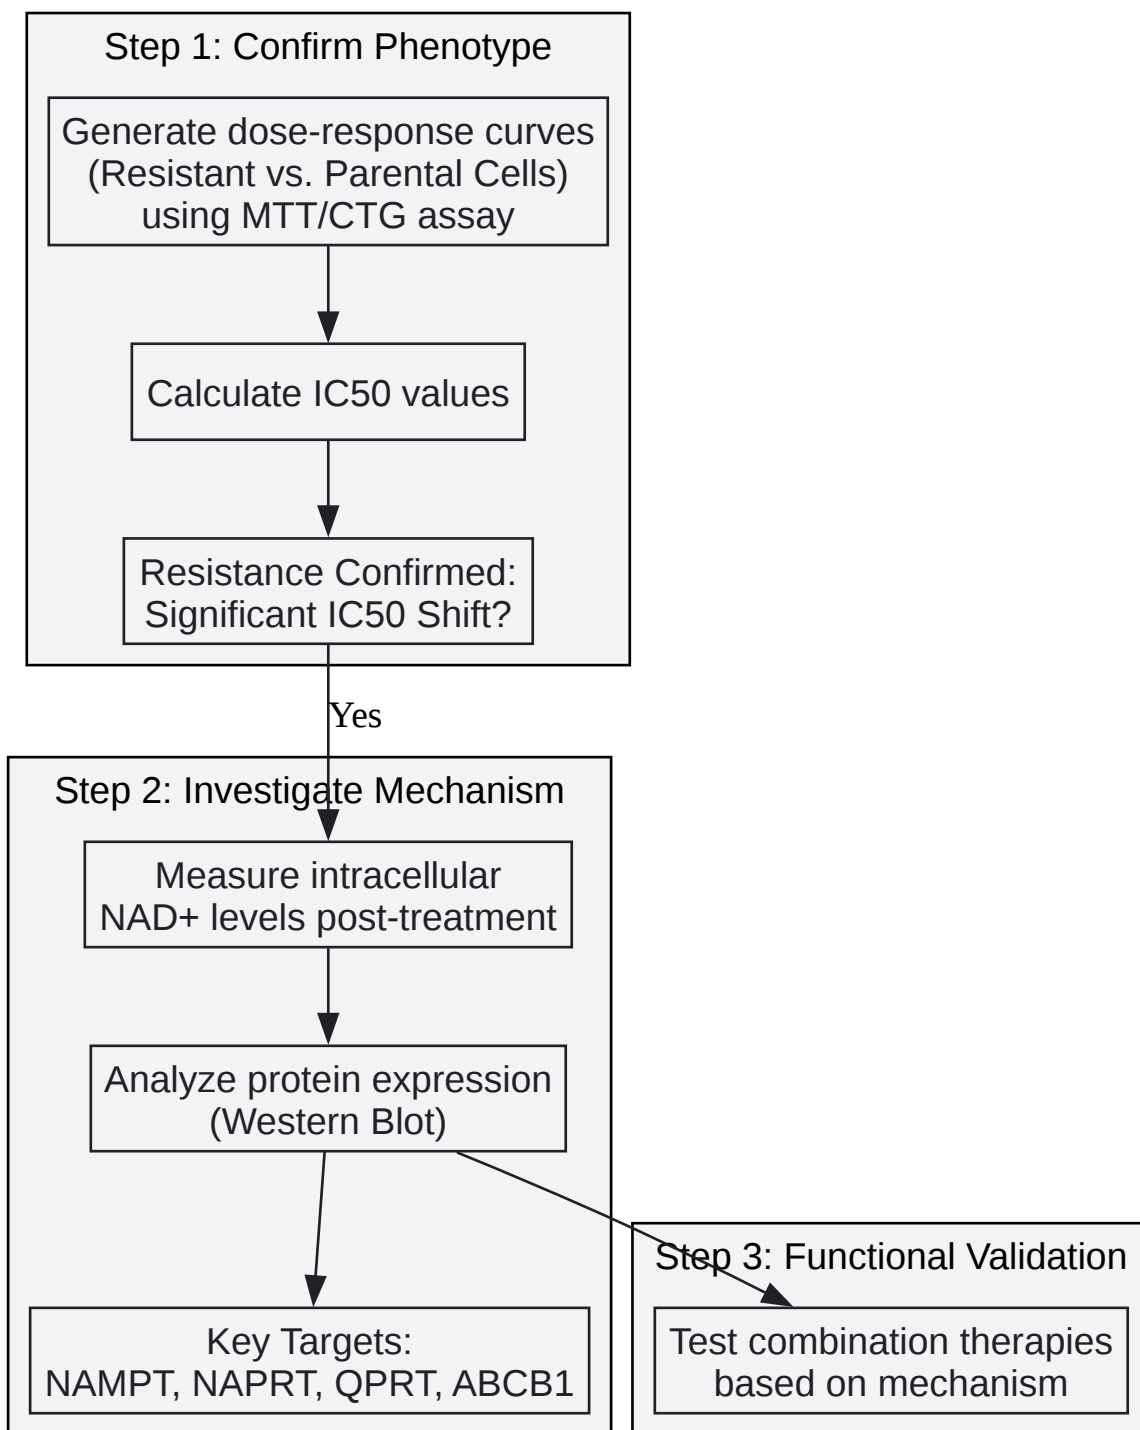 Step 1: Confirm Phenotype
Generate dose-response curves
(Resistant vs. Parental Cells)
using MTT/CTG assay
Calculate IC50 values
Resistance Confirmed:
Significant IC50 Shift?
Yes
Step 2: Investigate Mechanism
Measure intracellular
NAD+ levels post-treatment
Analyze protein expression
(Western Blot)
Key Targets:
NAMPT, NAPRT, QPRT, ABCB1
Step 3: Functional Validation
Test combination therapies
based on mechanism